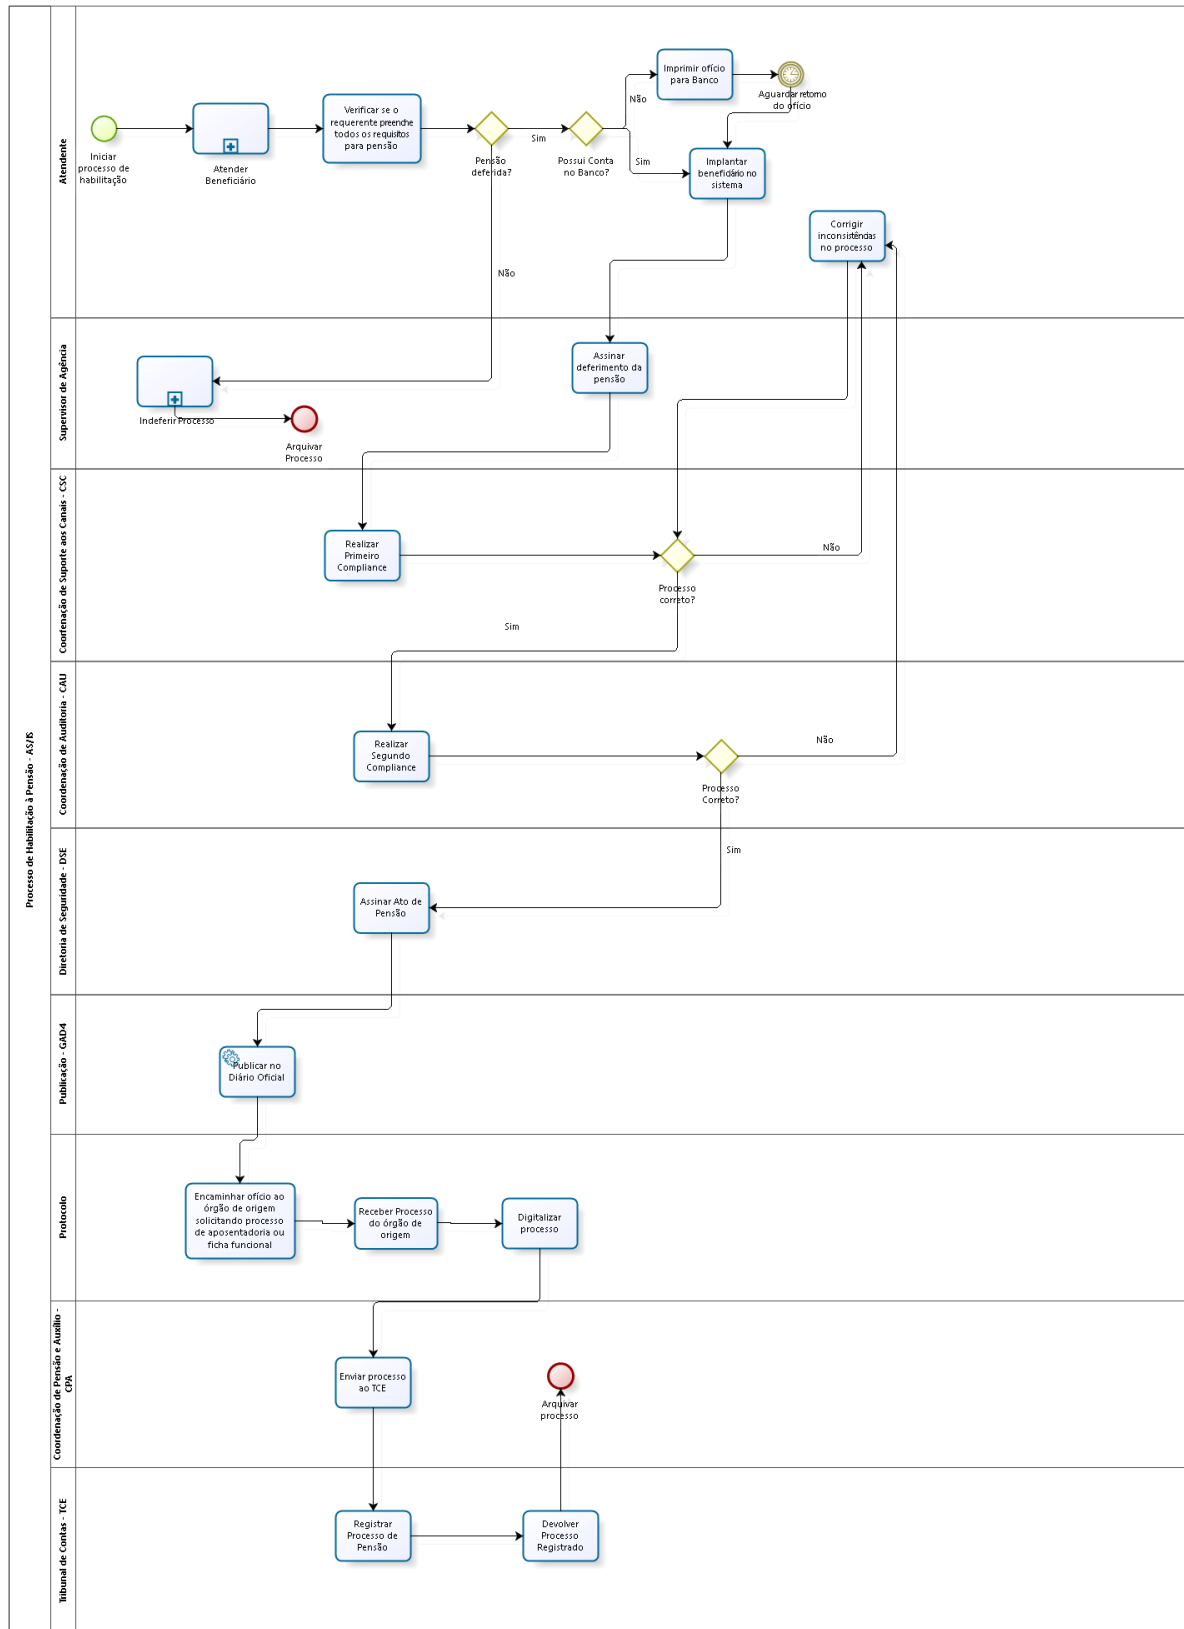 Processo de Habilitação à Pensão - AS/IS
Atendente
Iniciar
processo de
habilitação
Atender
Beneficiário
Verificar se o
requerente preenche
todos os requisitos
para pensão
Pensão
deferida?
Sim
Não
Possui Conta
no Banco?
Não
Sim
Imprimir ofício
para Banco
Aguardar retorno
do ofício
Implantar
beneficiário no
sistema
Corrigir
inconsistências
no processo
Supervisor de Agência
Indeferir Processo
Arquivar
Processo
Assinar
deferimento da
pensão
Coorfenação de Suporte aos Canais - CSC
Realizar
Primeiro
Compliance
Processo
correto?
Não
Sim
Coordenação de Auditoria - CAU
Realizar
Segundo
Compliance
Processo
Correto?
Não
Sim
Diretoria de Seguridade - DSE
Assinar Ato de
Pensão
Publicação - GAD4
Publicar no
Diário Oficial
Protocolo
Encaminhar ofício ao
órgão de origem
solicitando processo
de aposentadoria ou
ficha funcional
Receber Processo
do órgão de
origem
Digitalizar
processo
Coordenação de Pensão e Auxílio -
CPA
Enviar processo
ao TCE
Arquivar
processo
Tribunal de Contas - TCE
Registrar
Processo de
Pensão
Devolver
Processo
Registrado